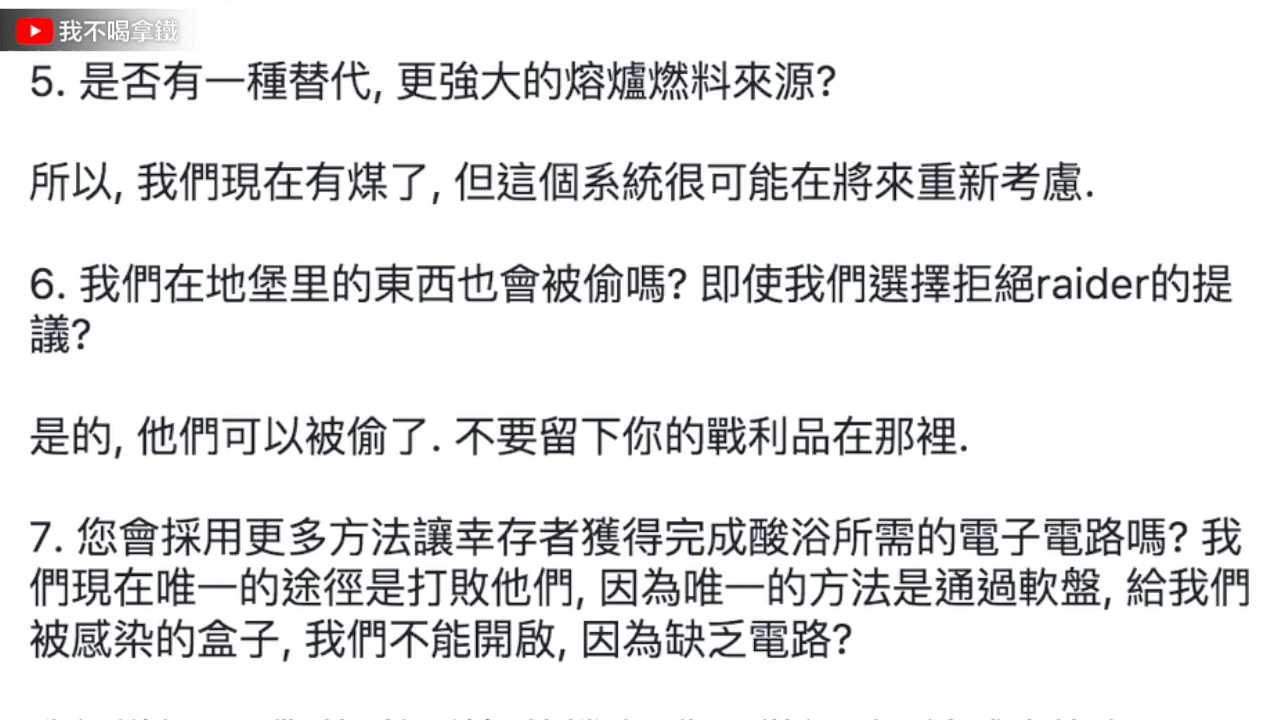 我不喝拿鐵
5. 是否有一種替代, 更強大的熔爐燃料來源?
所以, 我們現在有煤了, 但這個系統很可能在將來重新考慮.
6. 我們在地堡里的東西也會被偷嗎? 即使我們選擇拒絕raider的提
議?
是的, 他們可以被偷了. 不要留下你的戰利品在那裡.
7. 您會採用更多方法讓幸存者獲得完成酸浴所需的電子電路嗎? 我
們現在唯一的途徑是打敗他們, 因為唯一的方法是通過軟盤, 給我們
被感染的盒子, 我們不能開啟, 因為缺乏電路?